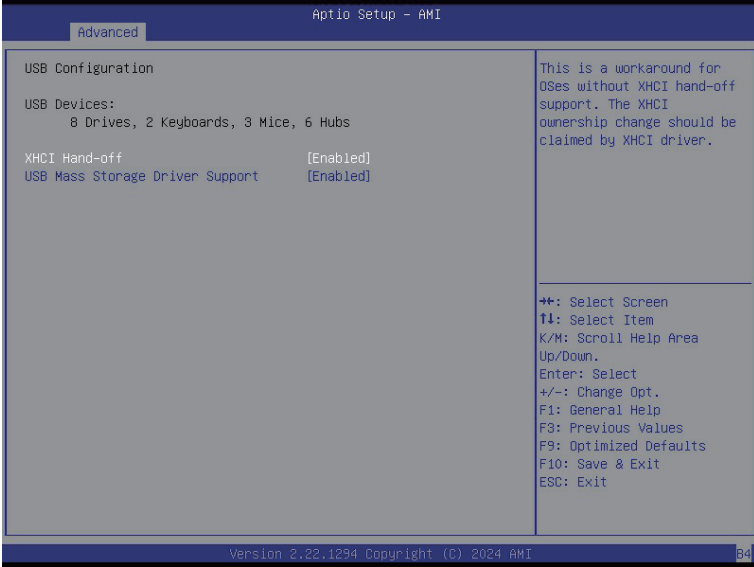 Aptio Setup – AMI
Advanced
USB Configuration
USB Devices:
8 Drives, 2 Keyboards, 3 Mice, 6 Hubs
XHCI Hand-off [Enabled]
USB Mass Storage Driver Support [Enabled]
This is a workaround for
OSes without XHCI hand-off
support. The XHCI
ownership change should be
claimed by XHCI driver.
→←: Select Screen
↑↓: Select Item
K/M: Scroll Help Area
Up/Down.
Enter: Select
+/-: Change Opt.
F1: General Help
F3: Previous Values
F9: Optimized Defaults
F10: Save & Exit
ESC: Exit
Version 2.22.1294 Copyright (C) 2024 AMI
B4